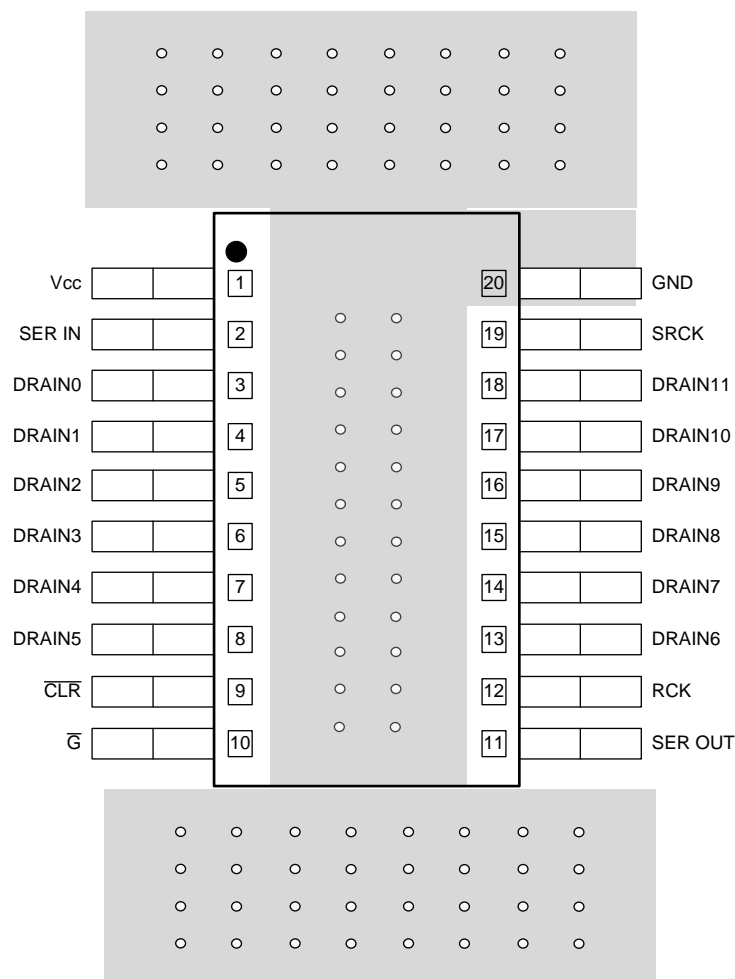 Vcc 1 20 GND
SER IN 2 19 SRCK
DRAIN0 3 18 DRAIN11
DRAIN1 4 17 DRAIN10
DRAIN2 5 16 DRAIN9
DRAIN3 6 15 DRAIN8
DRAIN4 7 14 DRAIN7
DRAIN5 8 13 DRAIN6
C̅L̅R̅ 9 12 RCK
G̅ 10 11 SER OUT